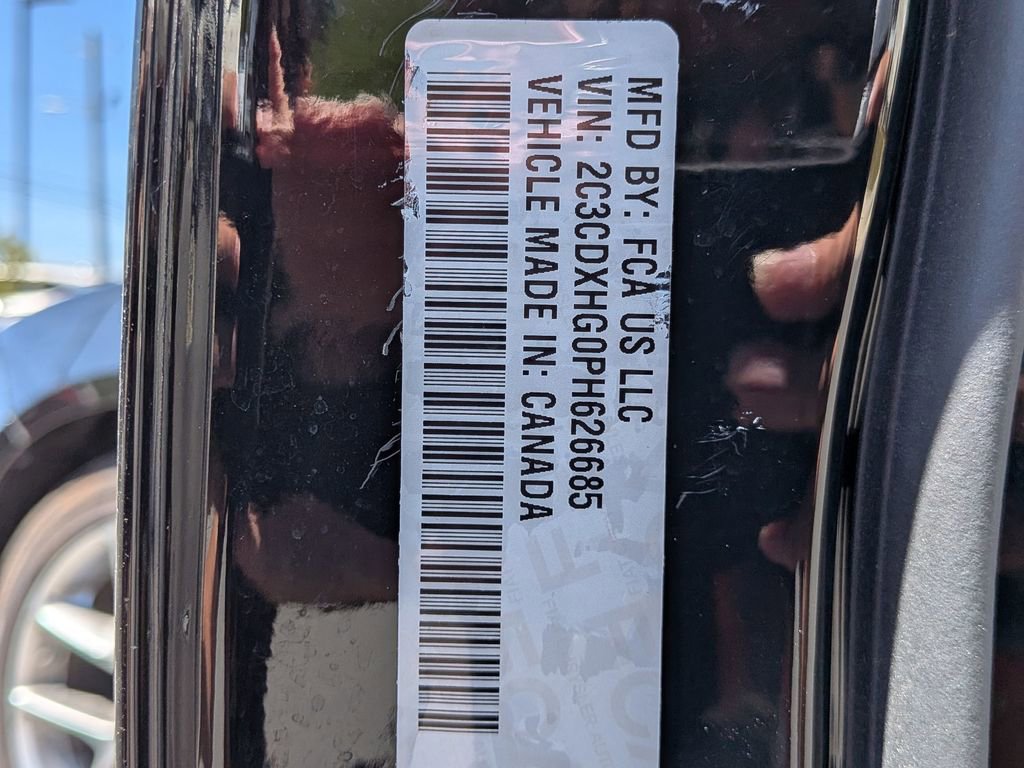 MFD BY: FCA US LLC
VIN: 2C3CDXHG0PH626685
VEHICLE MADE IN: CANADA